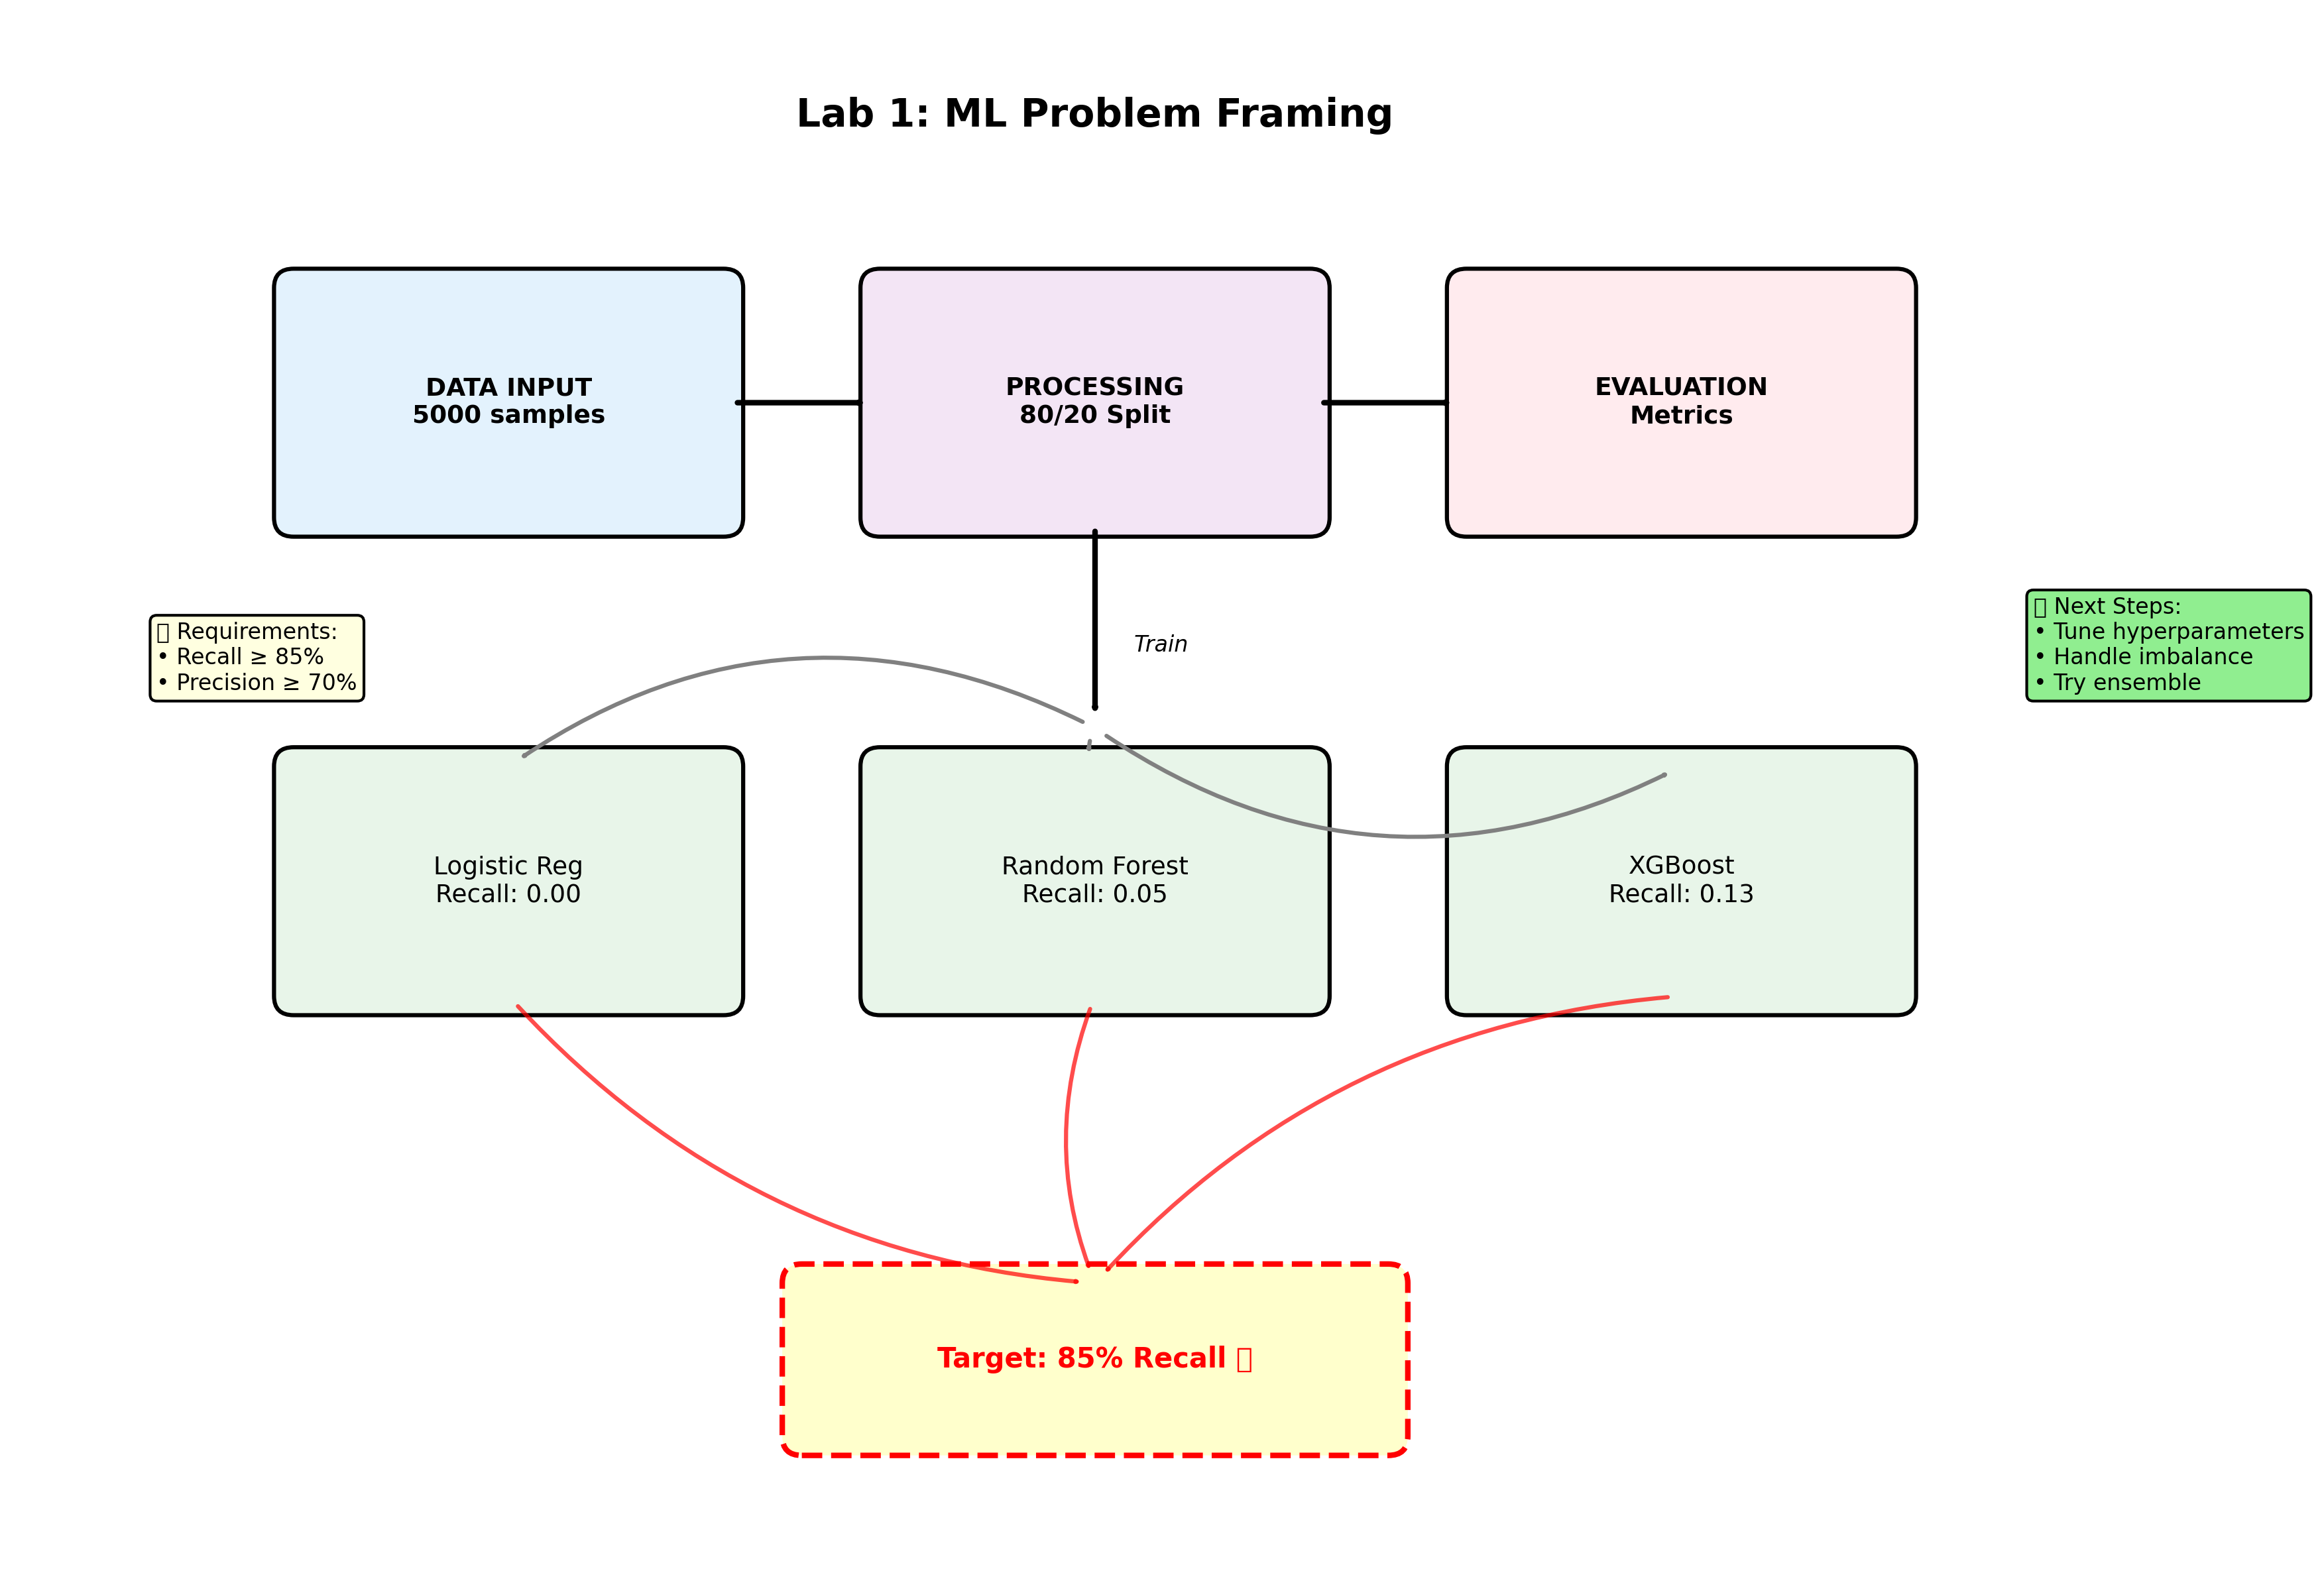 Lab 1: ML Problem Framing
DATA INPUT
5000 samples
PROCESSING
80/20 Split
EVALUATION
Metrics
Requirements:
• Recall ≥ 85%
• Precision ≥ 70%
Train
Next Steps:
• Tune hyperparameters
• Handle imbalance
• Try ensemble
Logistic Reg
Recall: 0.00
Random Forest
Recall: 0.05
XGBoost
Recall: 0.13
Target: 85% Recall